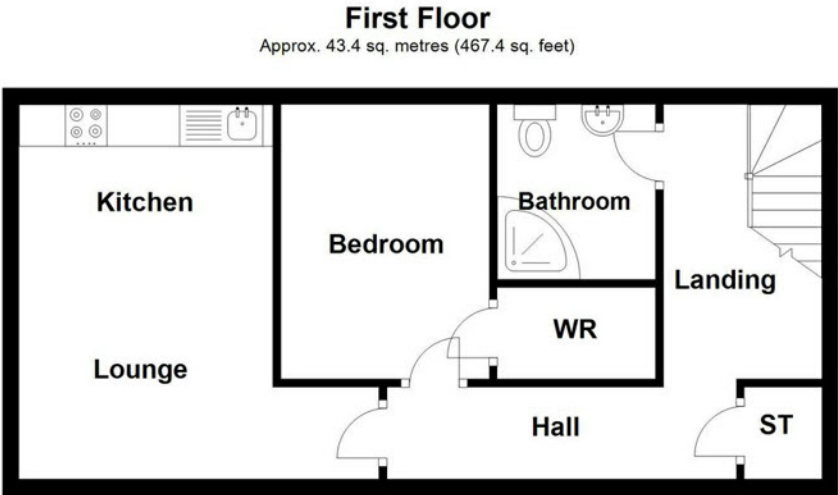 First Floor
Approx. 43.4 sq. metres (467.4 sq. feet)
Kitchen
Bathroom
Bedroom
Landing
WR
Lounge
Hall
ST